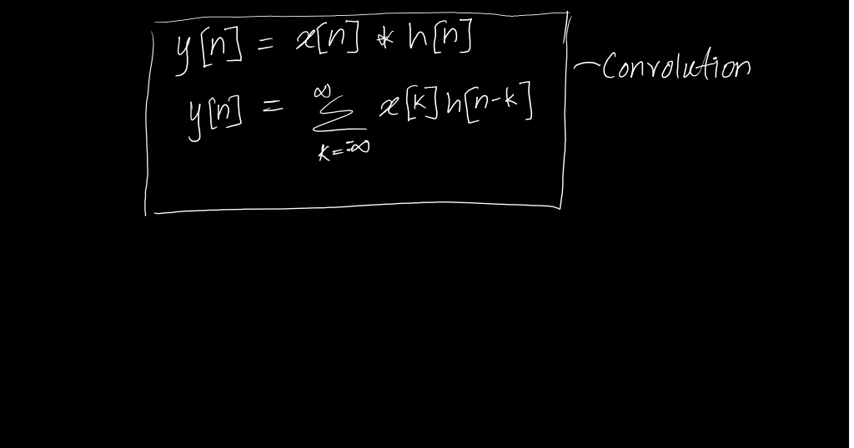 y[n] = x[n] * h[n]
Convolution
y[n] = ∞ Σ k=-∞ x[k] h[n-k]